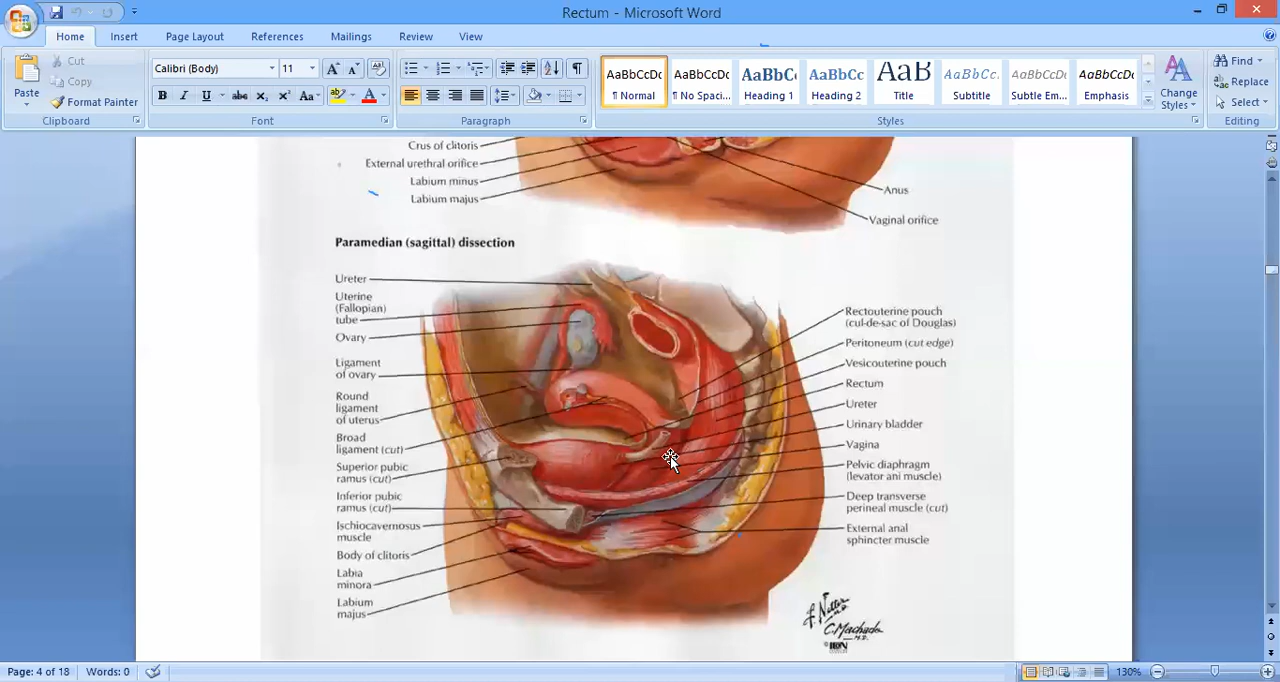 Rectum - Microsoft Word
Home Insert Page Layout References Mailings Review View
Paste
Cut
Copy
Format Painter
Clipboard
Calibri (Body) 11
B I U abc X₂ X² Aa
Font
Paragraph
AaBbCcDc AaBbCcDc AaBbC AaBbCc AaB AaBbCc. AaBbCcDc AaBbCcDc
¶ Normal ¶ No Spaci... Heading 1 Heading 2 Title Subtitle Subtle Em... Emphasis
Styles
Change
Styles
Find
Replace
Select
Editing
Crus of clitoris
External urethral orifice
Labium minus
Labium majus
Anus
Vaginal orifice
Paramedian (sagittal) dissection
Ureter
Uterine
(Fallopian)
tube
Ovary
Ligament
of ovary
Round
ligament
of uterus
Broad
ligament (cut)
Superior pubic
ramus (cut)
Inferior pubic
ramus (cut)
Ischiocavernosus
muscle
Body of clitoris
Labia
minora
Labium
majus
Rectouterine pouch
(cul-de-sac of Douglas)
Peritoneum (cut edge)
Vesicouterine pouch
Rectum
Ureter
Urinary bladder
Vagina
Pelvic diaphragm
(levator ani muscle)
Deep transverse
perineal muscle (cut)
External anal
sphincter muscle
F. Netter
M.D.
C. Machado
M.D.
Page: 4 of 18 Words: 0 130%